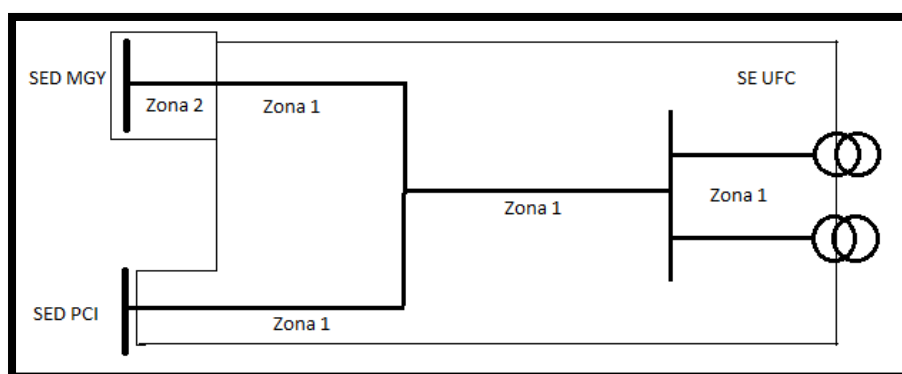 SED MGY
SE UFC
Zona 2
Zona 1
Zona 1
Zona 1
SED PCI
Zona 1